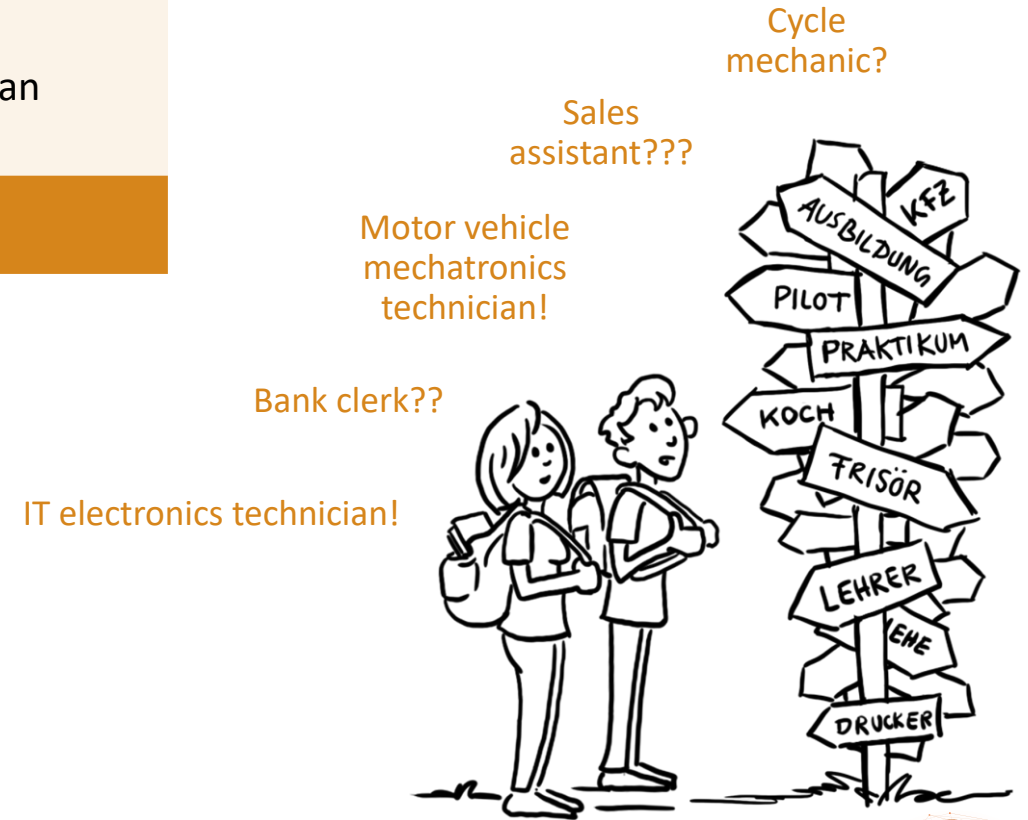 an
Cycle
mechanic?
Sales
assistant???
Motor vehicle
mechatronics
technician!
Bank clerk??
IT electronics technician!
KFZ
AUSBILDUNG
PILOT
PRAKTIKUM
KOCH
FRISÖR
LEHRER
EHE
DRUCKER